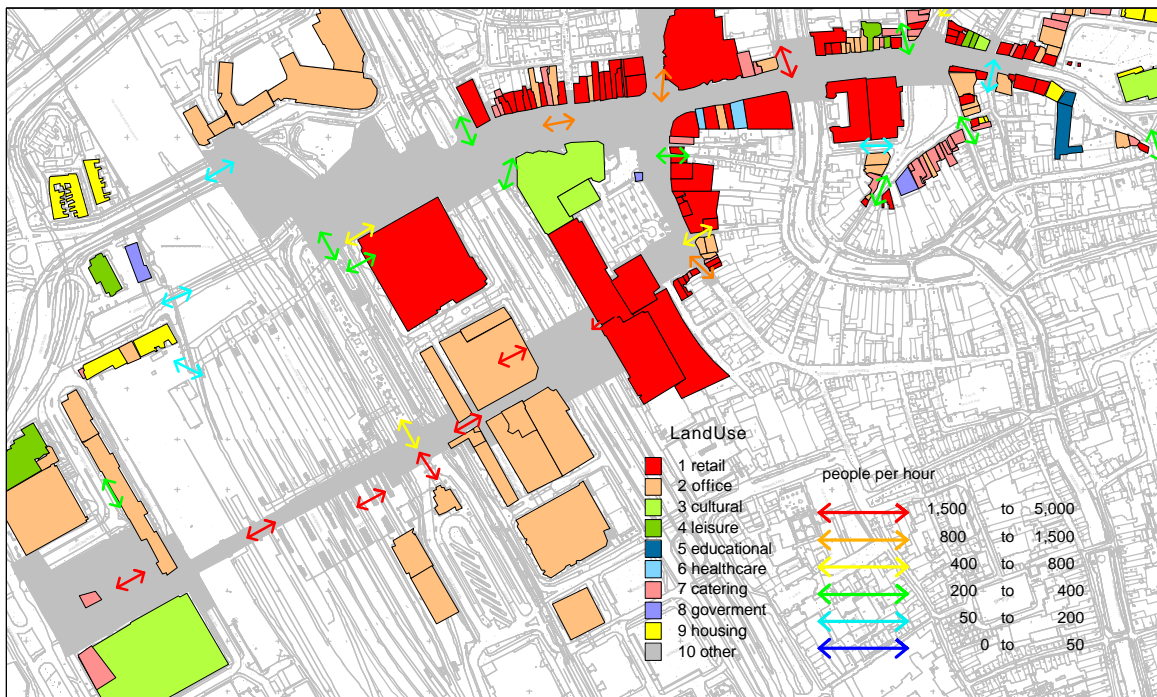 LandUse
1 retail
2 office
3 cultural
4 leisure
5 educational
6 healthcare
7 catering
8 goverment
9 housing
10 other
people per hour
1,500 to 5,000
800 to 1,500
400 to 800
200 to 400
50 to 200
0 to 50